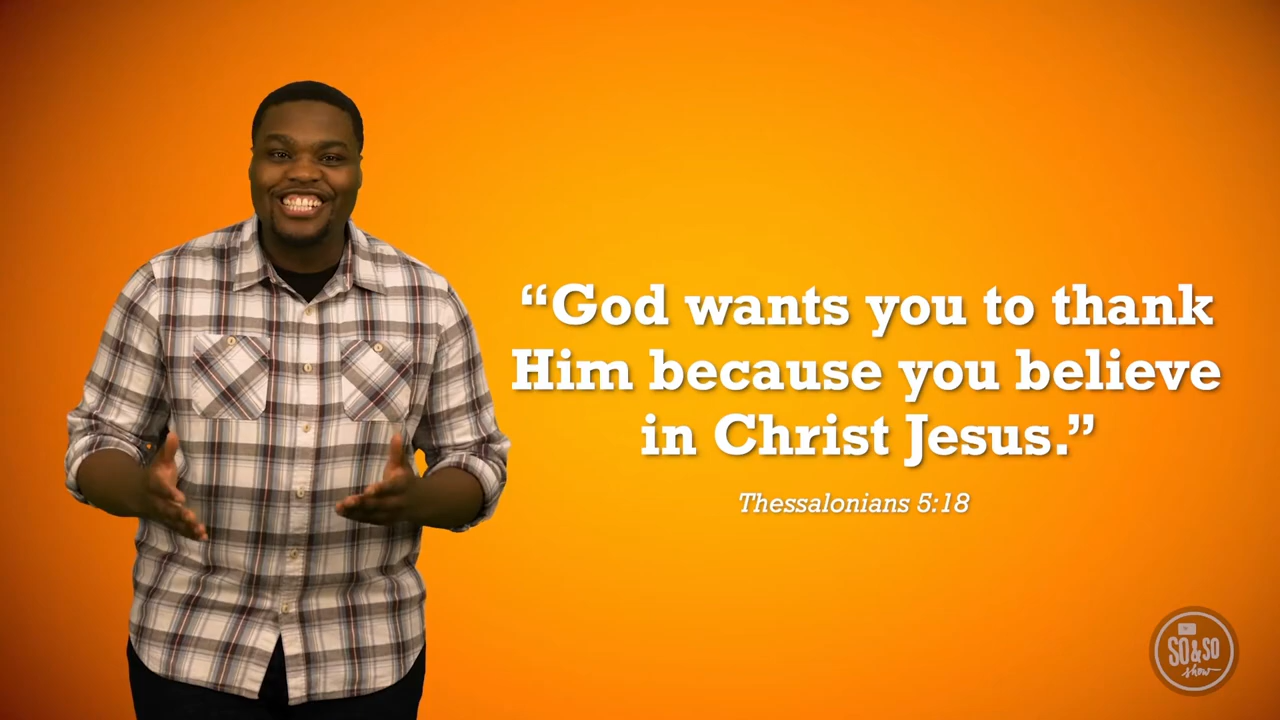 “God wants you to thank
Him because you believe
in Christ Jesus.”
Thessalonians 5:18
SO & SO
show